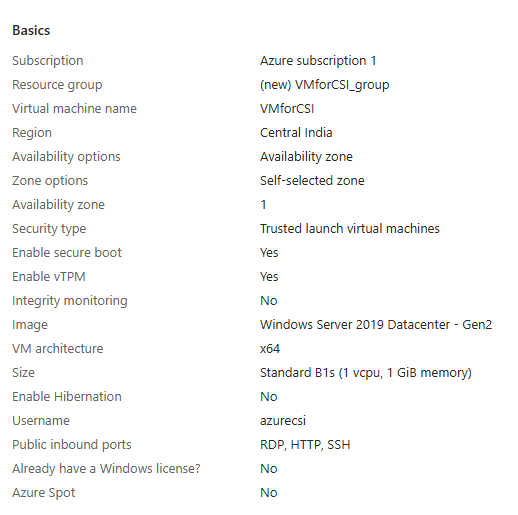 Basics
Subscription Azure subscription 1
Resource group (new) VMforCSI_group
Virtual machine name VMforCSI
Region Central India
Availability options Availability zone
Zone options Self-selected zone
Availability zone 1
Security type Trusted launch virtual machines
Enable secure boot Yes
Enable vTPM Yes
Integrity monitoring No
Image Windows Server 2019 Datacenter - Gen2
VM architecture x64
Size Standard B1s (1 vcpu, 1 GiB memory)
Enable Hibernation No
Username azurecsi
Public inbound ports RDP, HTTP, SSH
Already have a Windows license? No
Azure Spot No